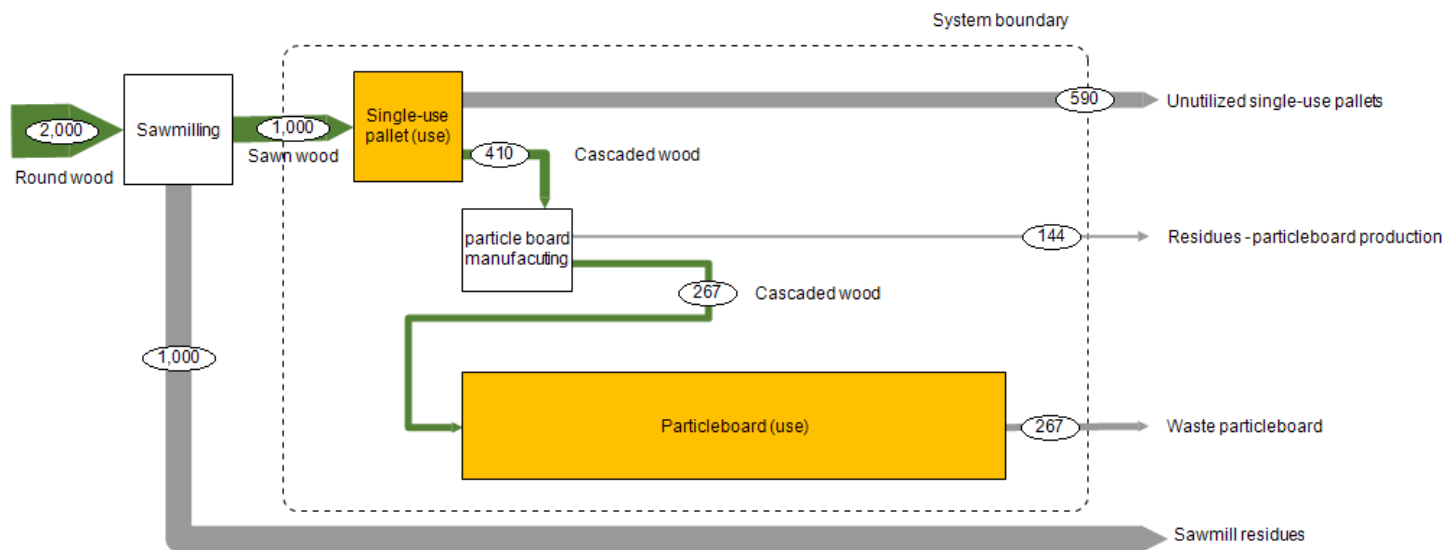 System boundary
2,000
Round wood
Sawmilling
1,000
Sawn wood
Single-use
pallet (use)
590
Unutilized single-use pallets
410
Cascaded wood
particle board
manufacuting
144
Residues - particleboard production
267
Cascaded wood
1,000
Particleboard (use)
267
Waste particleboard
Sawmill residues